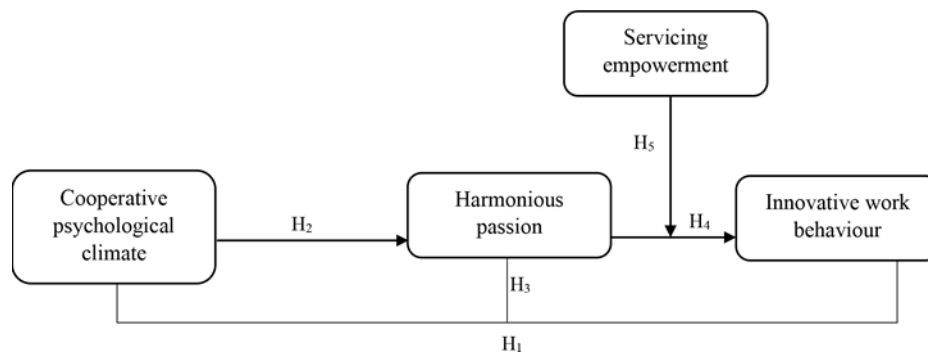 Servicing
empowerment
H₅
Cooperative
psychological
climate
H₂
Harmonious
passion
H₄
Innovative work
behaviour
H₃
H₁